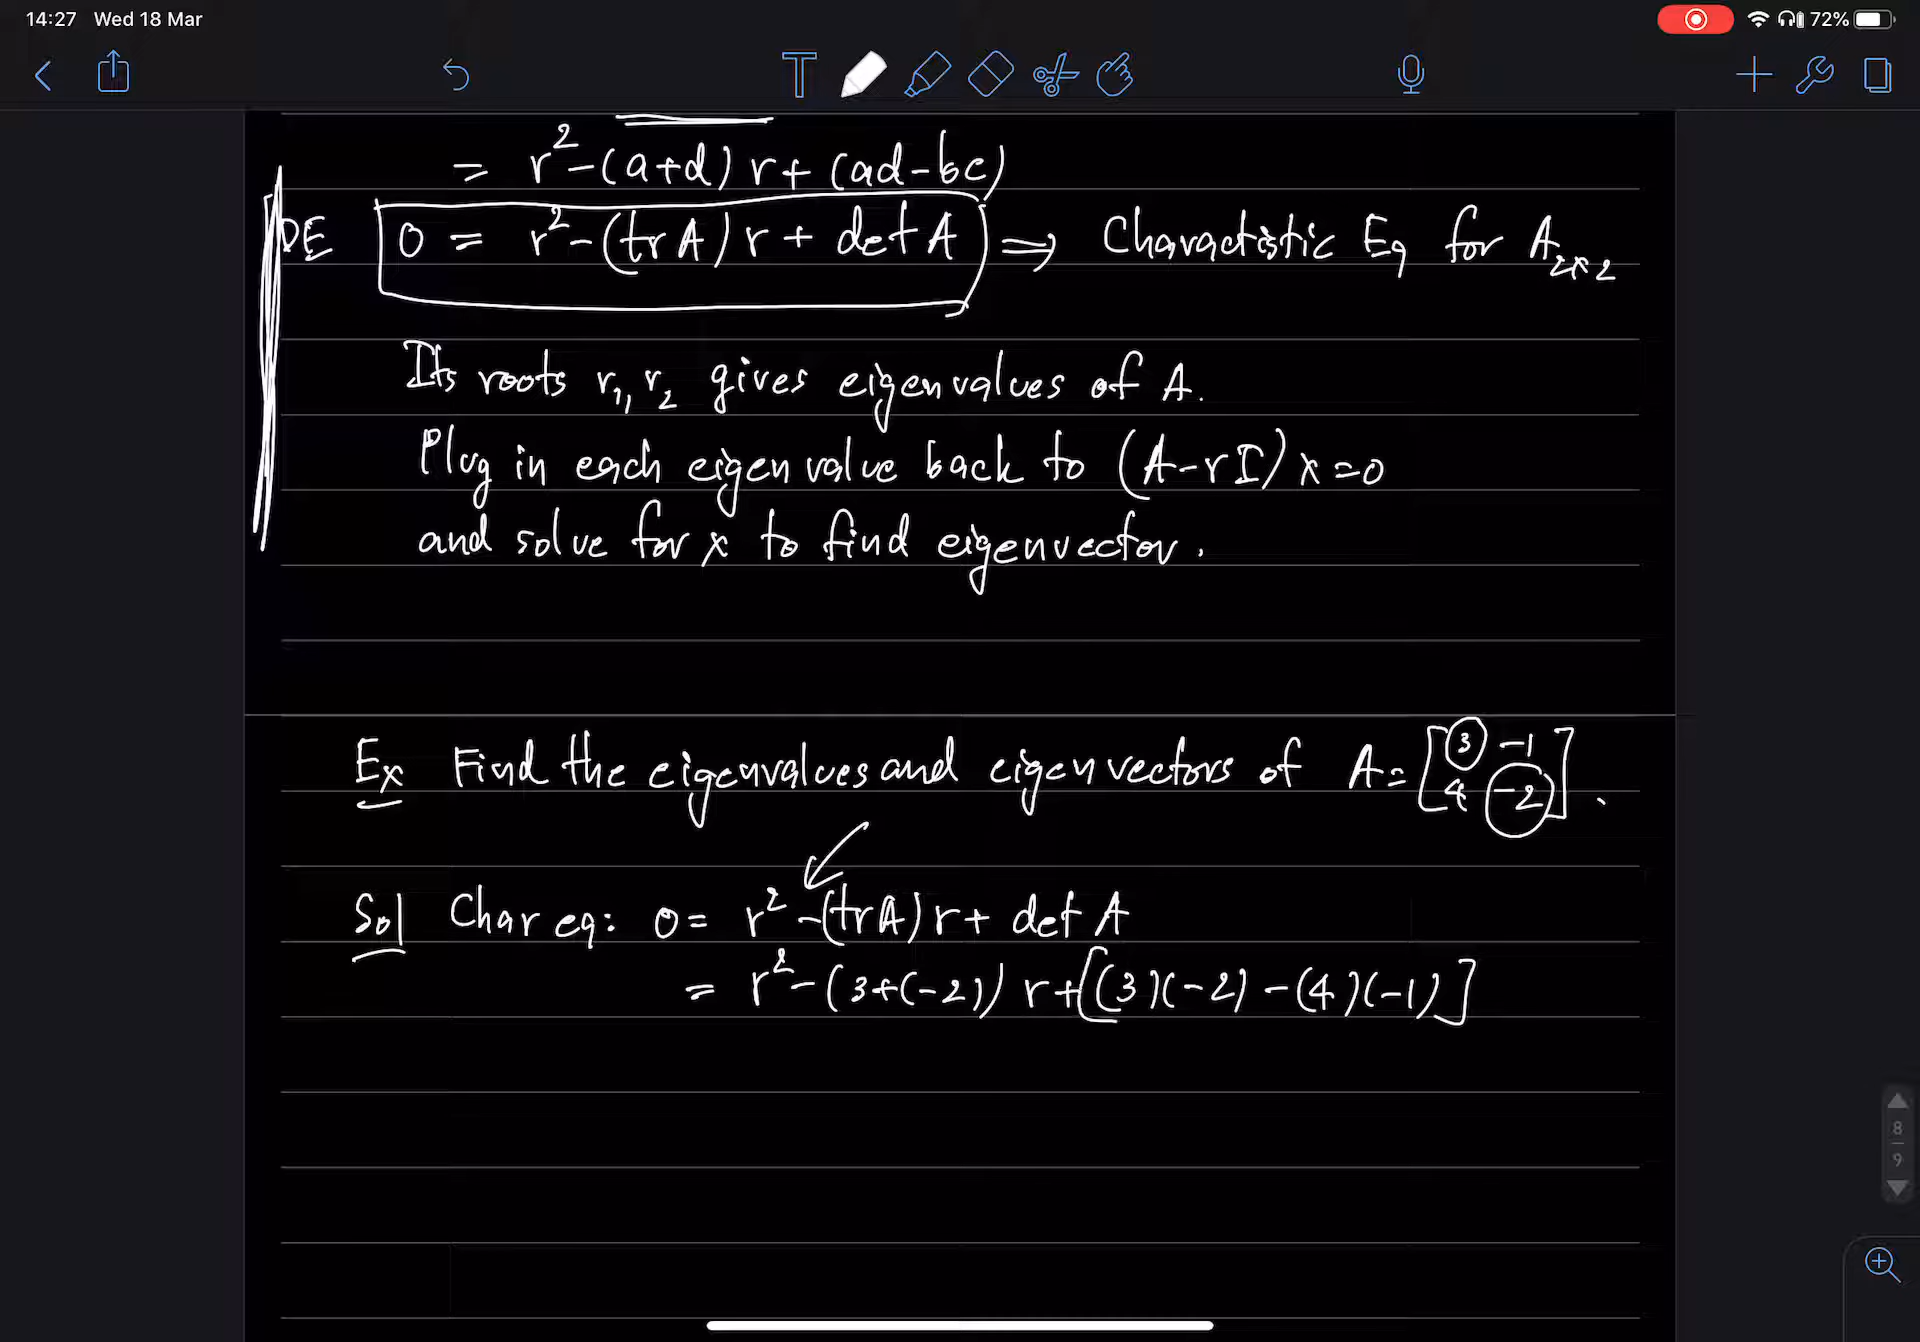 14:27 Wed 18 Mar 72%
= r²-(a+d) r + (ad-bc)
DE 0 = r²-(tr A) r + det A ⇒ Charactistic Eq for A₂ₓ₂
Its roots r₁, r₂ gives eigenvalues of A.
Plug in each eigen value back to (A-rI) x=0
and solve for x to find eigenvector.
Ex Find the eigenvalues and eigenvectors of A= [3 -1
4 -2] .
Sol Char eq: 0= r² -(tr A) r + det A
= r² - (3+(-2)) r + [(3)(-2) - (4)(-1)]
8
9